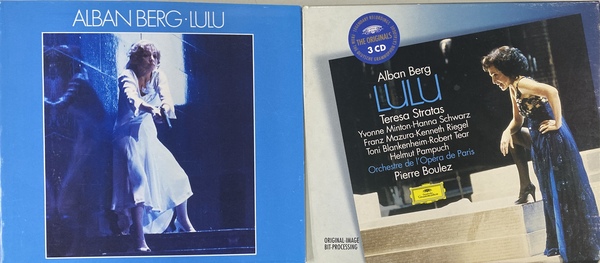 ALBAN BERG · LULU
THE ORIGINALS
3 CD
Alban Berg
LULU
Teresa Stratas
Yvonne Minton·Hanna Schwarz
Franz Mazura·Kenneth Riegel
Toni Blankenheim·Robert Tear
Helmut Pampuch
Orchestre de l'Opéra de Paris
Pierre Boulez
ORIGINAL-IMAGE
BIT-PROCESSING